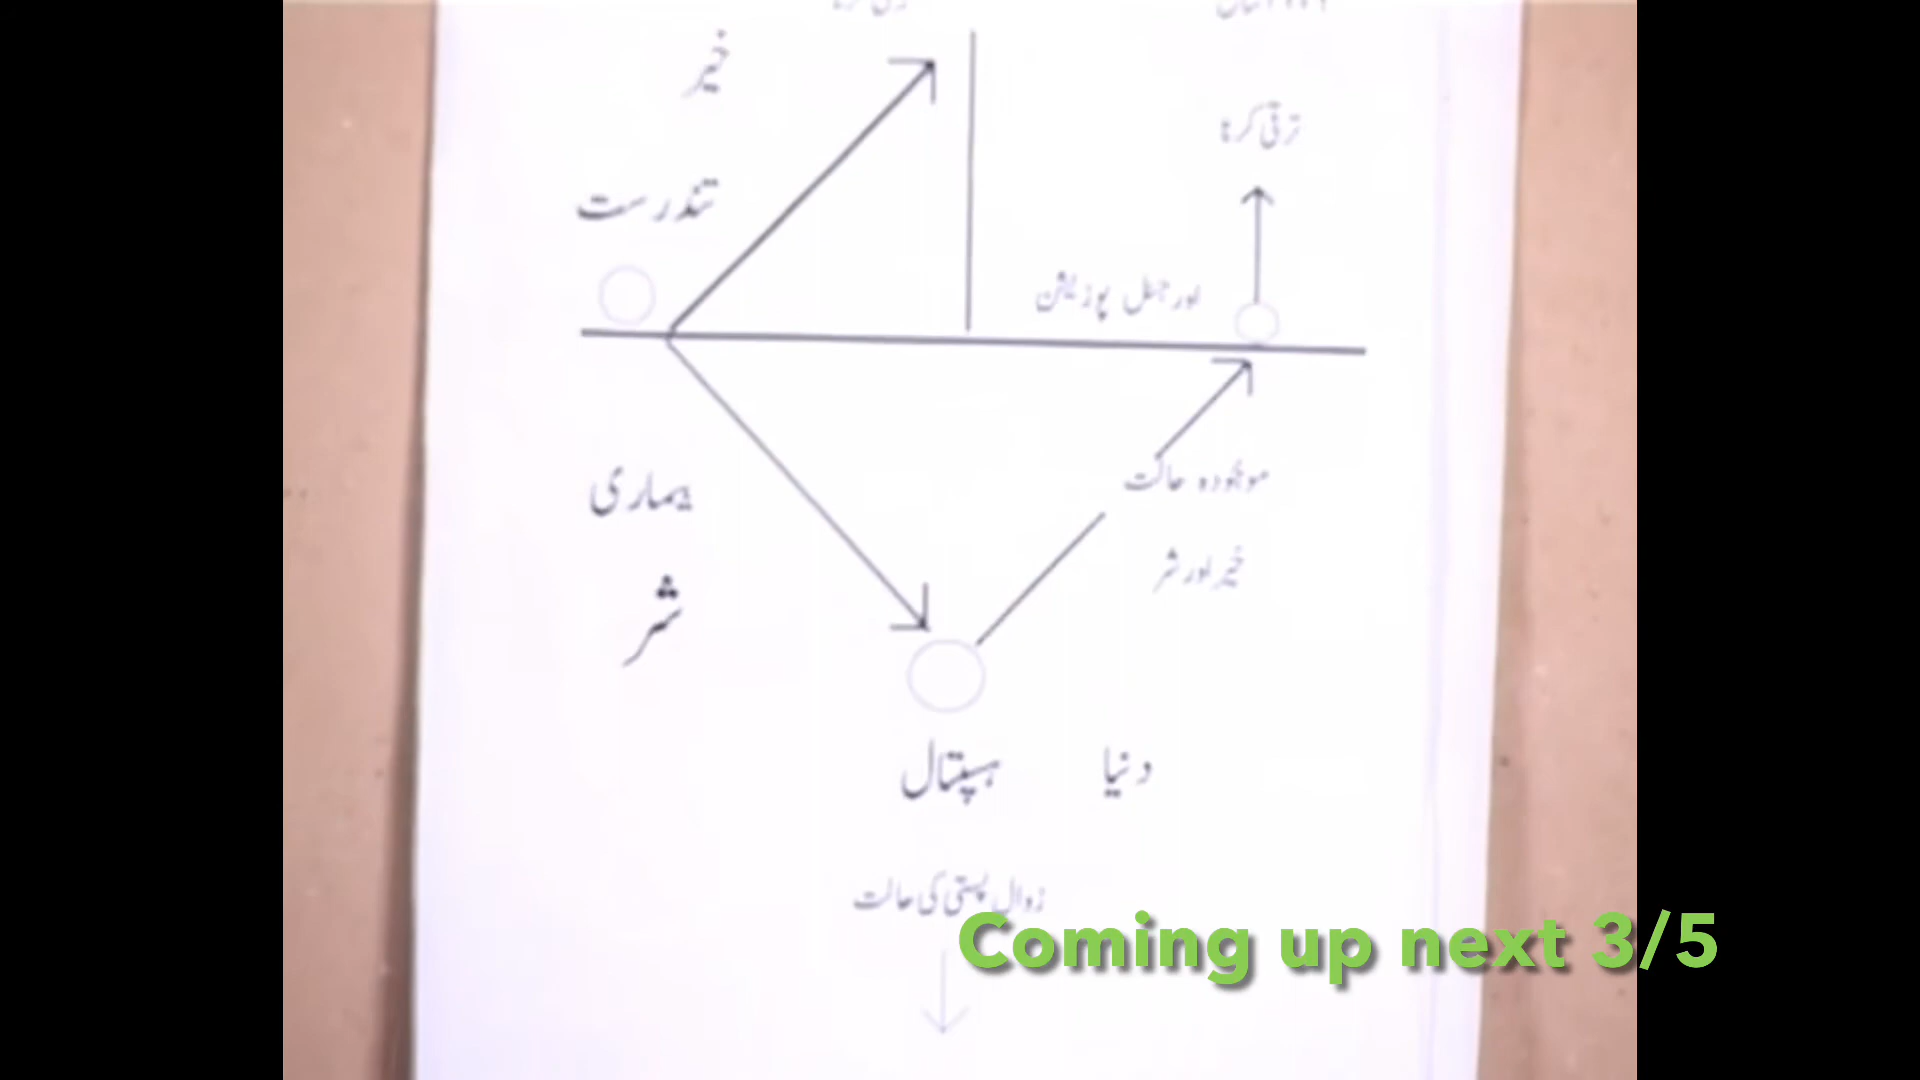 خیر
ترقی کرنا
تندرست
اورجنل پوزیشن
موجودہ حالت
بیماری
خیر اور شر
شر
ہسپتال
دنیا
زوال پستی کی حالت
Coming up next 3/5